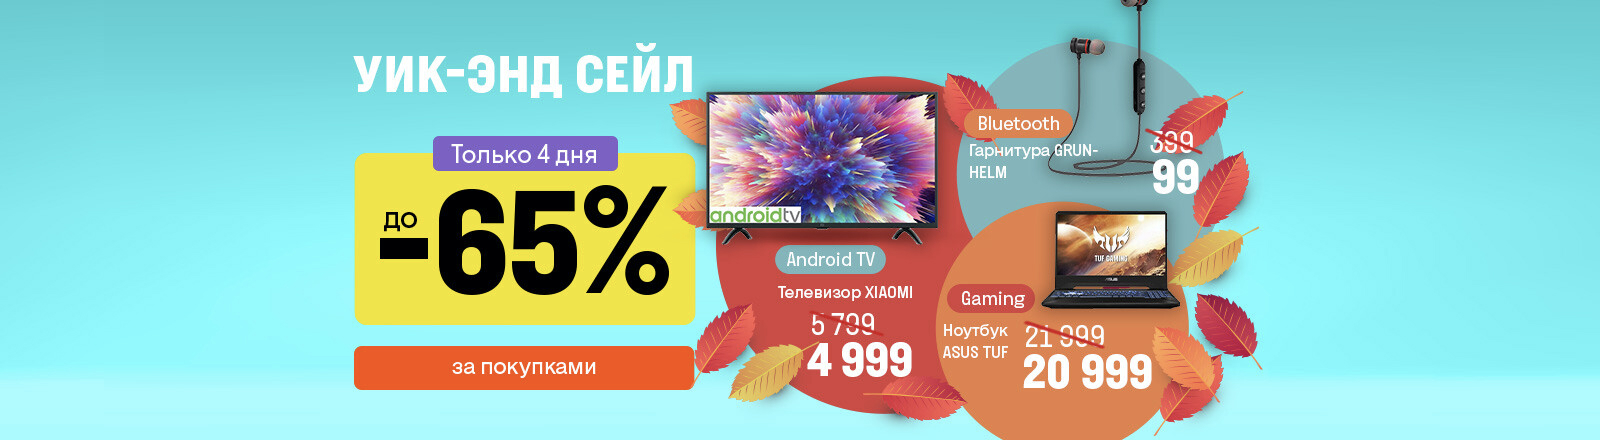 УИК-ЭНД СЕЙЛ
Только 4 дня
до
-65%
за покупками
androidtv
Android TV
Телевизор XIAOMI
5 799
4 999
Bluetooth
Гарнитура GRUN-
HELM
399
99
TUF GAMING
ASUS
Gaming
Ноутбук
ASUS TUF
21 999
20 999